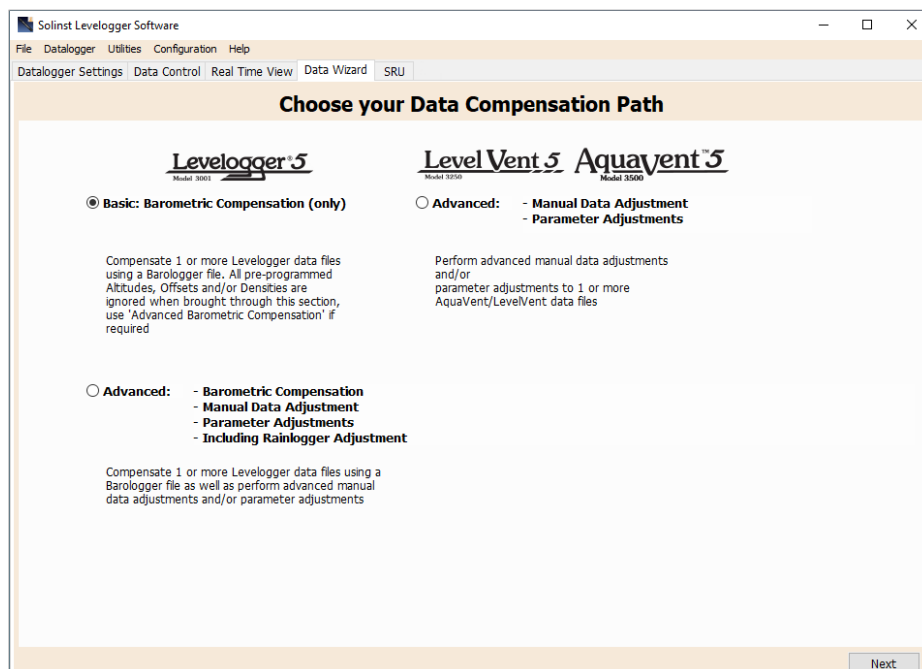 Solinst Levelogger Software
File Datalogger Utilities Configuration Help
Datalogger Settings Data Control Real Time View Data Wizard SRU
Choose your Data Compensation Path
Levelogger® 5
Model 3001
Level Vent 5
Model 3250
Aquavent™ 5
Model 3500
Basic: Barometric Compensation (only)
Compensate 1 or more Levelogger data files
using a Barologger file. All pre-programmed
Altitudes, Offsets and/or Densities are
ignored when brought through this section,
use 'Advanced Barometric Compensation' if
required
Advanced: - Manual Data Adjustment
- Parameter Adjustments
Perform advanced manual data adjustments
and/or
parameter adjustments to 1 or more
AquaVent/LevelVent data files
Advanced: - Barometric Compensation
- Manual Data Adjustment
- Parameter Adjustments
- Including Rainlogger Adjustment
Compensate 1 or more Levelogger data files using a
Barologger file as well as perform advanced manual
data adjustments and/or parameter adjustments
Next